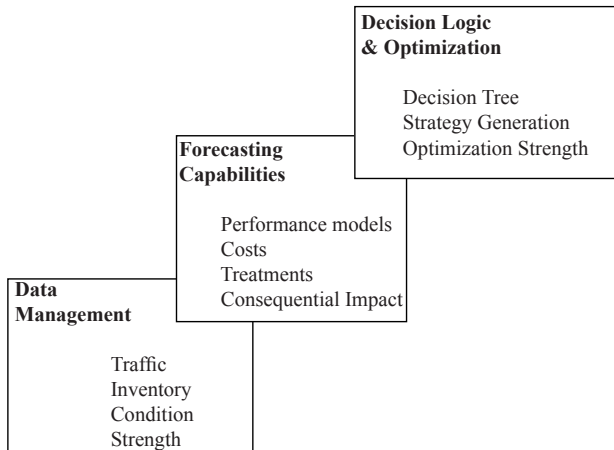 Decision Logic
& Optimization
Decision Tree
Strategy Generation
Optimization Strength
Forecasting
Capabilities
Performance models
Costs
Treatments
Consequential Impact
Data
Management
Traffic
Inventory
Condition
Strength